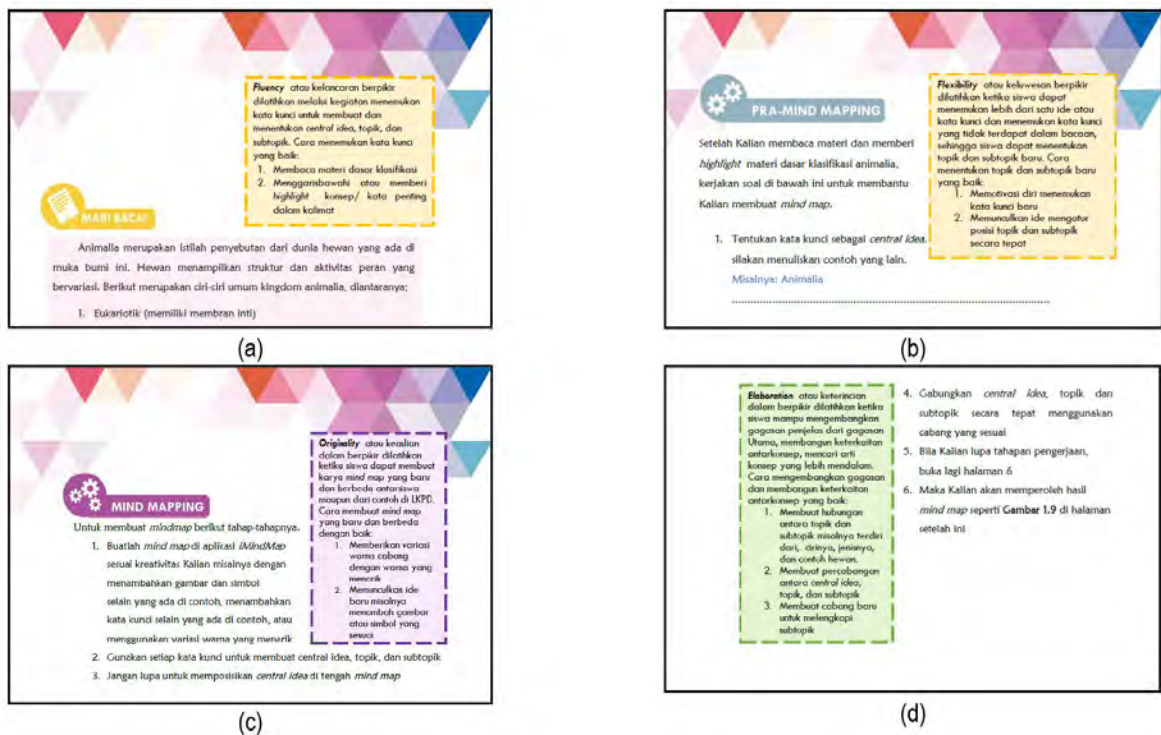 Fluency atau kelancaran berpikir
dilatihkan melalui kegiatan menemukan
kata kunci untuk membuat dan
menentukan central idea, topik, dan
subtopik. Cara menemukan kata kunci
yang baik:
1. Membaca materi dasar klasifikasi
2. Menggarisbawahi atau memberi
highlight konsep/ kata penting
dalam kalimat
MARI BACA!
Animalia merupakan istilah penyebutan dari dunia hewan yang ada di
muka bumi ini. Hewan menampilkan struktur dan aktivitas peran yang
bervariasi. Berikut merupakan ciri-ciri umum kingdom animalia, diantaranya:
1. Eukariotik (memiliki membran inti)
(a)
Flexibility atau keluwesan berpikir
dilatihkan ketika siswa dapat
menemukan lebih dari satu ide atau
kata kunci dan menemukan kata kunci
yang tidak terdapat dalam bacaan,
sehingga siswa dapat menentukan
topik dan subtopik baru. Cara
menentukan topik dan subtopik baru
yang baik:
1. Memotivasi diri menemukan
kata kunci baru
2. Memunculkan ide mengatur
posisi topik dan subtopik
secara tepat
PRA-MIND MAPPING
Setelah Kalian membaca materi dan memberi
highlight materi dasar klasifikasi animalia,
kerjakan soal di bawah ini untuk membantu
Kalian membuat mind map.
1. Tentukan kata kunci sebagai central idea.
silakan menuliskan contoh yang lain.
Misalnya: Animalia
(b)
Originality atau keaslian
dalam berpikir dilatihkan
ketika siswa dapat membuat
karya mind map yang baru
dan berbeda antarsiswa
maupun dari contoh di LKPD.
Cara membuat mind map
yang baru dan berbeda
dengan baik:
1. Memberikan variasi
warna cabang
dengan warna yang
menarik
2. Memunculkan ide
baru misalnya
menambah gambar
atau simbol yang
sesuai
MIND MAPPING
Untuk membuat mindmap berikut tahap-tahapnya.
1. Buatlah mind map di aplikasi iMindMap
sesuai kreativitas Kalian misalnya dengan
menambahkan gambar dan simbol
selain yang ada di contoh, menambahkan
kata kunci selain yang ada di contoh, atau
menggunakan variasi warna yang menarik
2. Gunakan setiap kata kunci untuk membuat central idea, topik, dan subtopik
3. Jangan lupa untuk memposisikan central idea di tengah mind map
(c)
Elaboration atau keterincian
dalam berpikir dilatihkan ketika
siswa mampu mengembangkan
gagasan penjelas dari gagasan
Utama, membangun keterkaitan
antarkonsep, mencari arti
konsep yang lebih mendalam.
Cara mengembangkan gagasan
dan membangun keterkaitan
antarkonsep yang baik:
1. Membuat hubungan
antara topik dan
subtopik misalnya terdiri
dari, cirinya, jenisnya,
dan contoh hewan.
2. Membuat percabangan
antara central idea,
topik, dan subtopik
3. Membuat cabang baru
untuk melengkapi
subtopik
4. Gabungkan central idea, topik dan
subtopik secara tepat menggunakan
cabang yang sesuai
5. Bila Kalian lupa tahapan pengerjaan,
buka lagi halaman 6
6. Maka Kalian akan memperoleh hasil
mind map seperti Gambar 1.9 di halaman
setelah ini
(d)